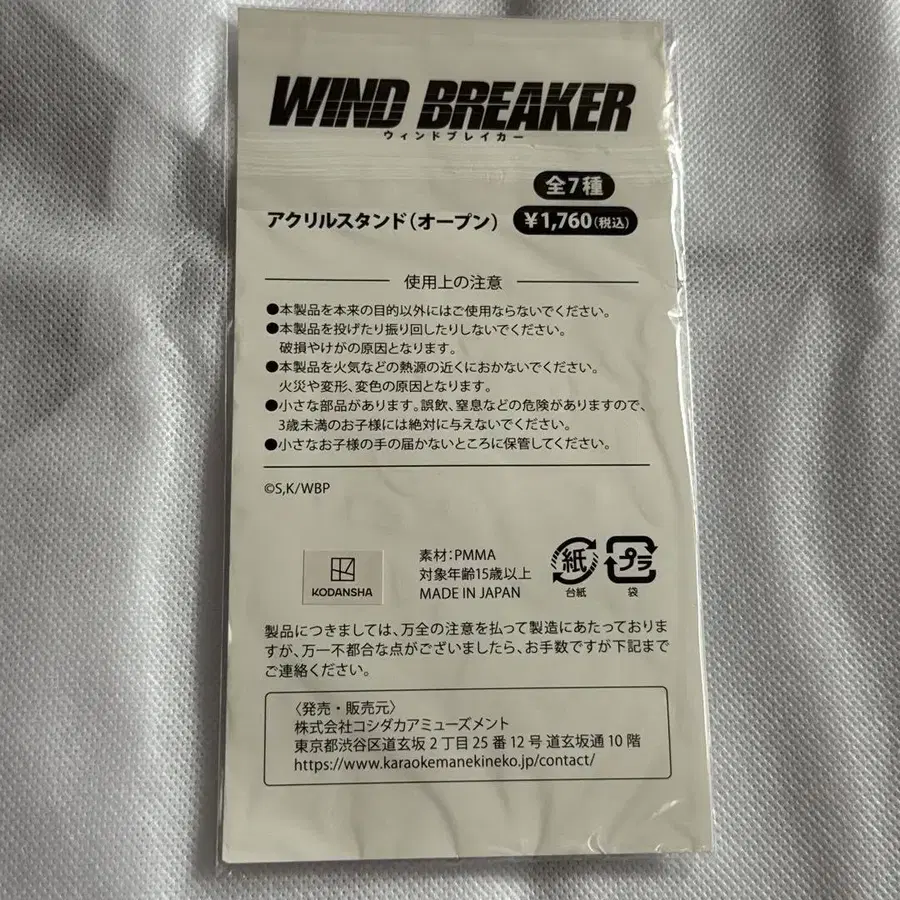 WIND BREAKER
ウィンドブレイカー
全7種
アクリルスタンド(オープン) ¥1,760(税込)
使用上の注意
●本製品を本来の目的以外にはご使用ならないでください。
●本製品を投げたり振り回したりしないでください。
破損やけがの原因となります。
●本製品を火気などの熱源の近くにおかないでください。
火災や変形、変色の原因となります。
●小さな部品があります。誤飲、窒息などの危険がありますので、
3歳未満のお子様には絶対に与えないでください。
●小さなお子様の手の届かないところに保管してください。
©S,K/WBP
KODANSHA
素材:PMMA
対象年齢15歳以上
MADE IN JAPAN
紙
台紙
プラ
袋
製品につきましては、万全の注意を払って製造にあたっておりま
すが、万一不都合な点がございましたら、お手数ですが下記まで
ご連絡ください。
〈発売・販売元〉
株式会社コシダカアミューズメント
東京都渋谷区道玄坂2丁目25番12号 道玄坂通10階
https://www.karaokemanekineko.jp/contact/